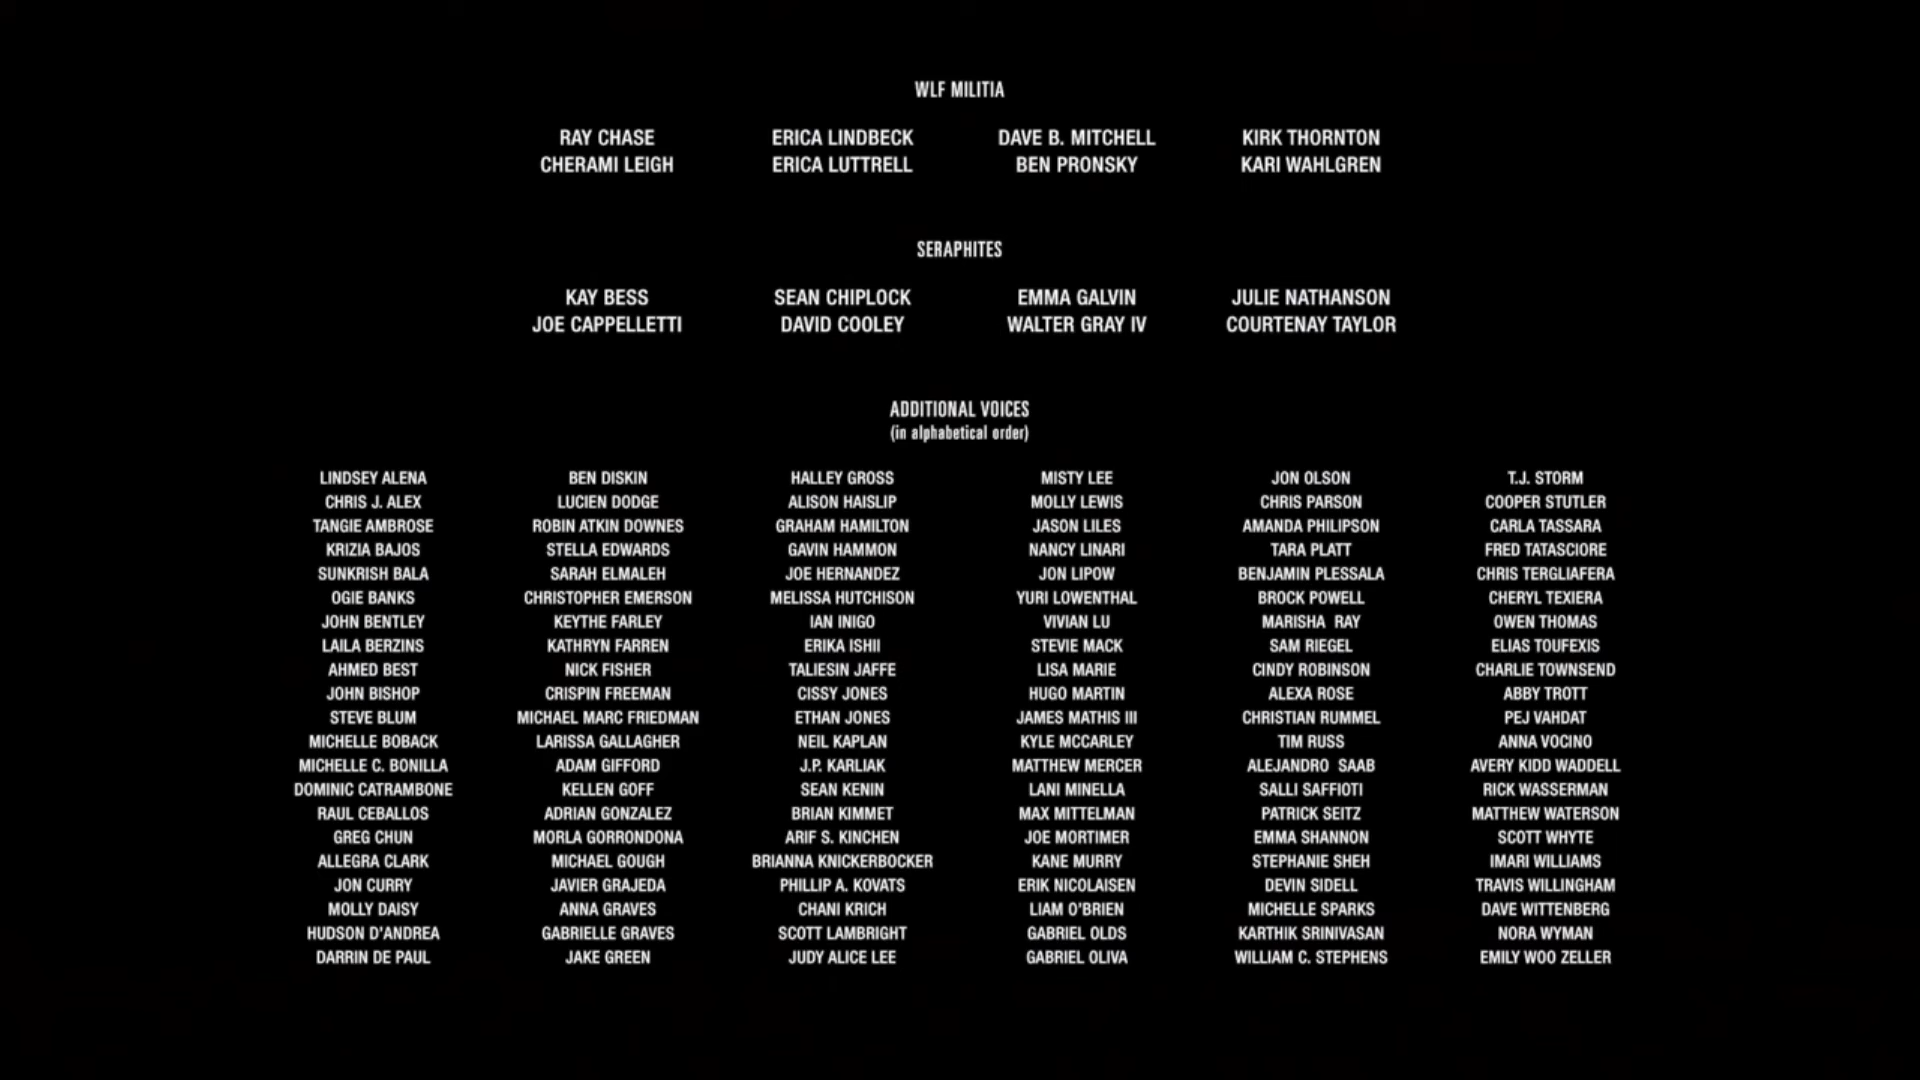 WLF MILITIA
RAY CHASE ERICA LINDBECK DAVE B. MITCHELL KIRK THORNTON
CHERAMI LEIGH ERICA LUTTRELL BEN PRONSKY KARI WAHLGREN
SERAPHITES
KAY BESS SEAN CHIPLOCK EMMA GALVIN JULIE NATHANSON
JOE CAPPELLETTI DAVID COOLEY WALTER GRAY IV COURTENAY TAYLOR
ADDITIONAL VOICES
(in alphabetical order)
LINDSEY ALENA BEN DISKIN HALLEY GROSS MISTY LEE JON OLSON T.J. STORM
CHRIS J. ALEX LUCIEN DODGE ALISON HAISLIP MOLLY LEWIS CHRIS PARSON COOPER STUTLER
TANGIE AMBROSE ROBIN ATKIN DOWNES GRAHAM HAMILTON JASON LILES AMANDA PHILIPSON CARLA TASSARA
KRIZIA BAJOS STELLA EDWARDS GAVIN HAMMON NANCY LINARI TARA PLATT FRED TATASCIORE
SUNKRISH BALA SARAH ELMALEH JOE HERNANDEZ JON LIPOW BENJAMIN PLESSALA CHRIS TERGLIAFERA
OGIE BANKS CHRISTOPHER EMERSON MELISSA HUTCHISON YURI LOWENTHAL BROCK POWELL CHERYL TEXIERA
JOHN BENTLEY KEYTHE FARLEY IAN INIGO VIVIAN LU MARISHA RAY OWEN THOMAS
LAILA BERZINS KATHRYN FARREN ERIKA ISHII STEVIE MACK SAM RIEGEL ELIAS TOUFEXIS
AHMED BEST NICK FISHER TALIESIN JAFFE LISA MARIE CINDY ROBINSON CHARLIE TOWNSEND
JOHN BISHOP CRISPIN FREEMAN CISSY JONES HUGO MARTIN ALEXA ROSE ABBY TROTT
STEVE BLUM MICHAEL MARC FRIEDMAN ETHAN JONES JAMES MATHIS III CHRISTIAN RUMMEL PEJ VAHDAT
MICHELLE BOBACK LARISSA GALLAGHER NEIL KAPLAN KYLE MCCARLEY TIM RUSS ANNA VOCINO
MICHELLE C. BONILLA ADAM GIFFORD J.P. KARLIAK MATTHEW MERCER ALEJANDRO SAAB AVERY KIDD WADDELL
DOMINIC CATRAMBONE KELLEN GOFF SEAN KENIN LANI MINELLA SALLI SAFFIOTI RICK WASSERMAN
RAUL CEBALLOS ADRIAN GONZALEZ BRIAN KIMMET MAX MITTELMAN PATRICK SEITZ MATTHEW WATERSON
GREG CHUN MORLA GORRONDONA ARIF S. KINCHEN JOE MORTIMER EMMA SHANNON SCOTT WHYTE
ALLEGRA CLARK MICHAEL GOUGH BRIANNA KNICKERBOCKER KANE MURRY STEPHANIE SHEH IMARI WILLIAMS
JON CURRY JAVIER GRAJEDA PHILLIP A. KOVATS ERIK NICOLAISEN DEVIN SIDELL TRAVIS WILLINGHAM
MOLLY DAISY ANNA GRAVES CHANI KRICH LIAM O'BRIEN MICHELLE SPARKS DAVE WITTENBERG
HUDSON D'ANDREA GABRIELLE GRAVES SCOTT LAMBRIGHT GABRIEL OLDS KARTHIK SRINIVASAN NORA WYMAN
DARRIN DE PAUL JAKE GREEN JUDY ALICE LEE GABRIEL OLIVA WILLIAM C. STEPHENS EMILY WOO ZELLER